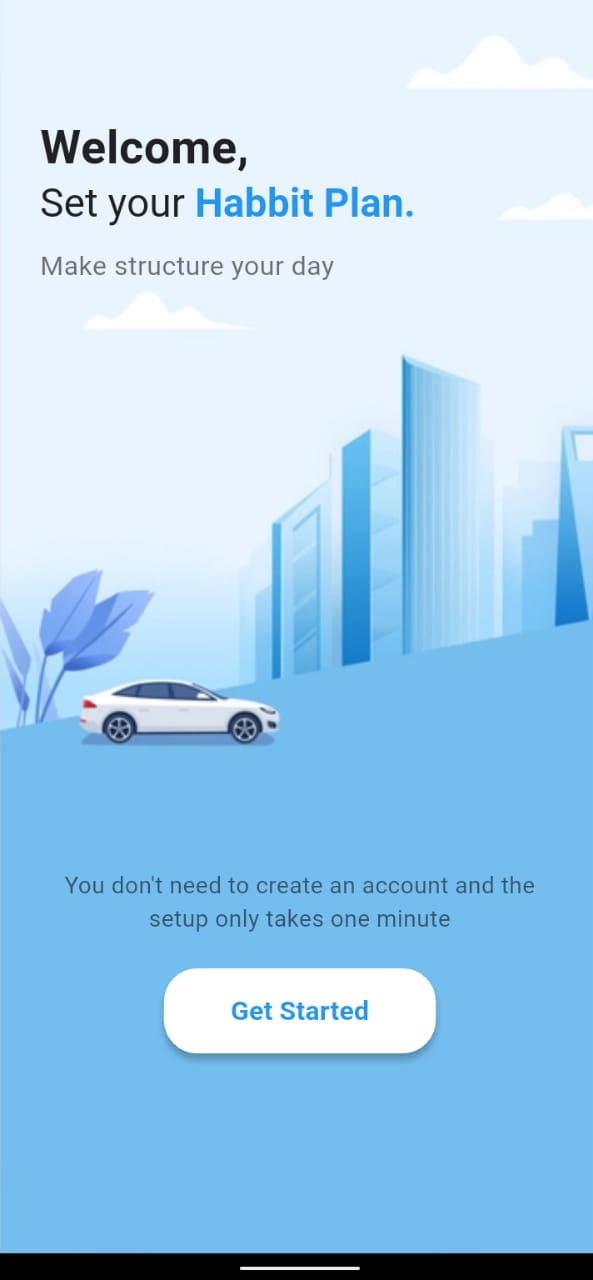 Welcome,
Set your Habbit Plan.
Make structure your day
You don't need to create an account and the
setup only takes one minute
Get Started